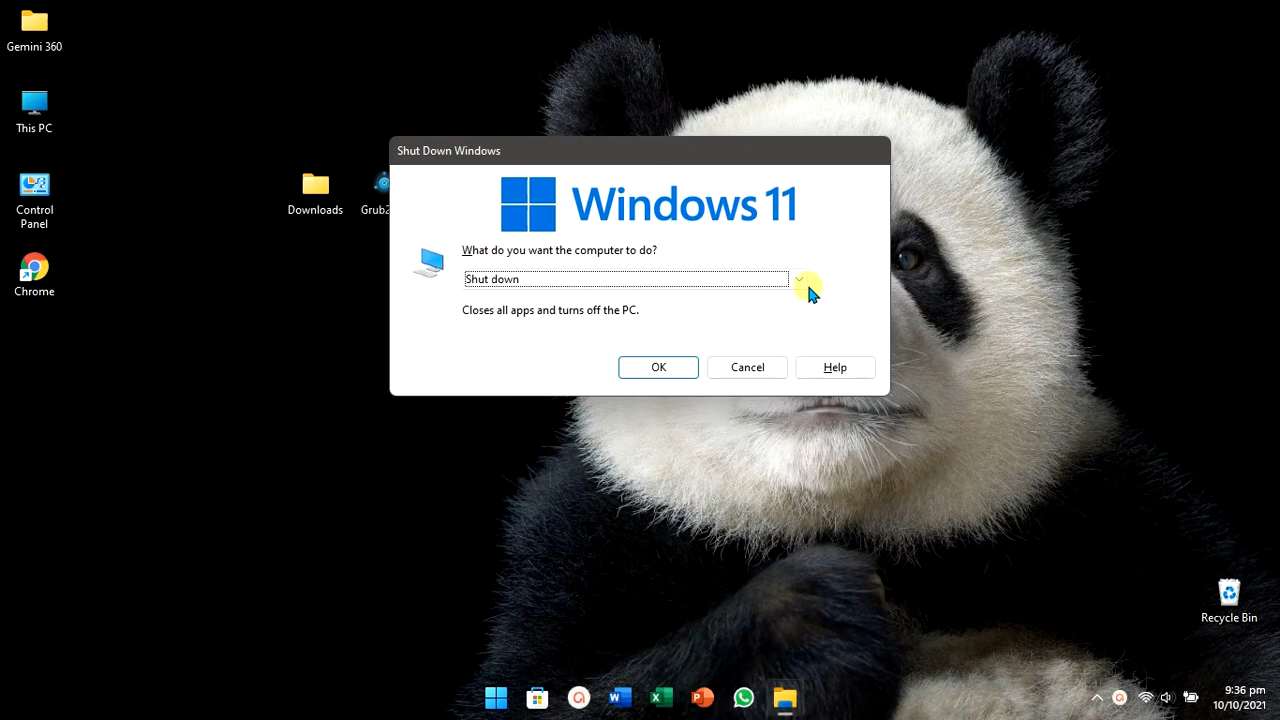 Gemini 360
This PC
Control
Panel
Chrome
Downloads
Grub2
Shut Down Windows
Windows 11
What do you want the computer to do?
Shut down
Closes all apps and turns off the PC.
OK
Cancel
Help
Recycle Bin
9:36 pm
10/10/2021